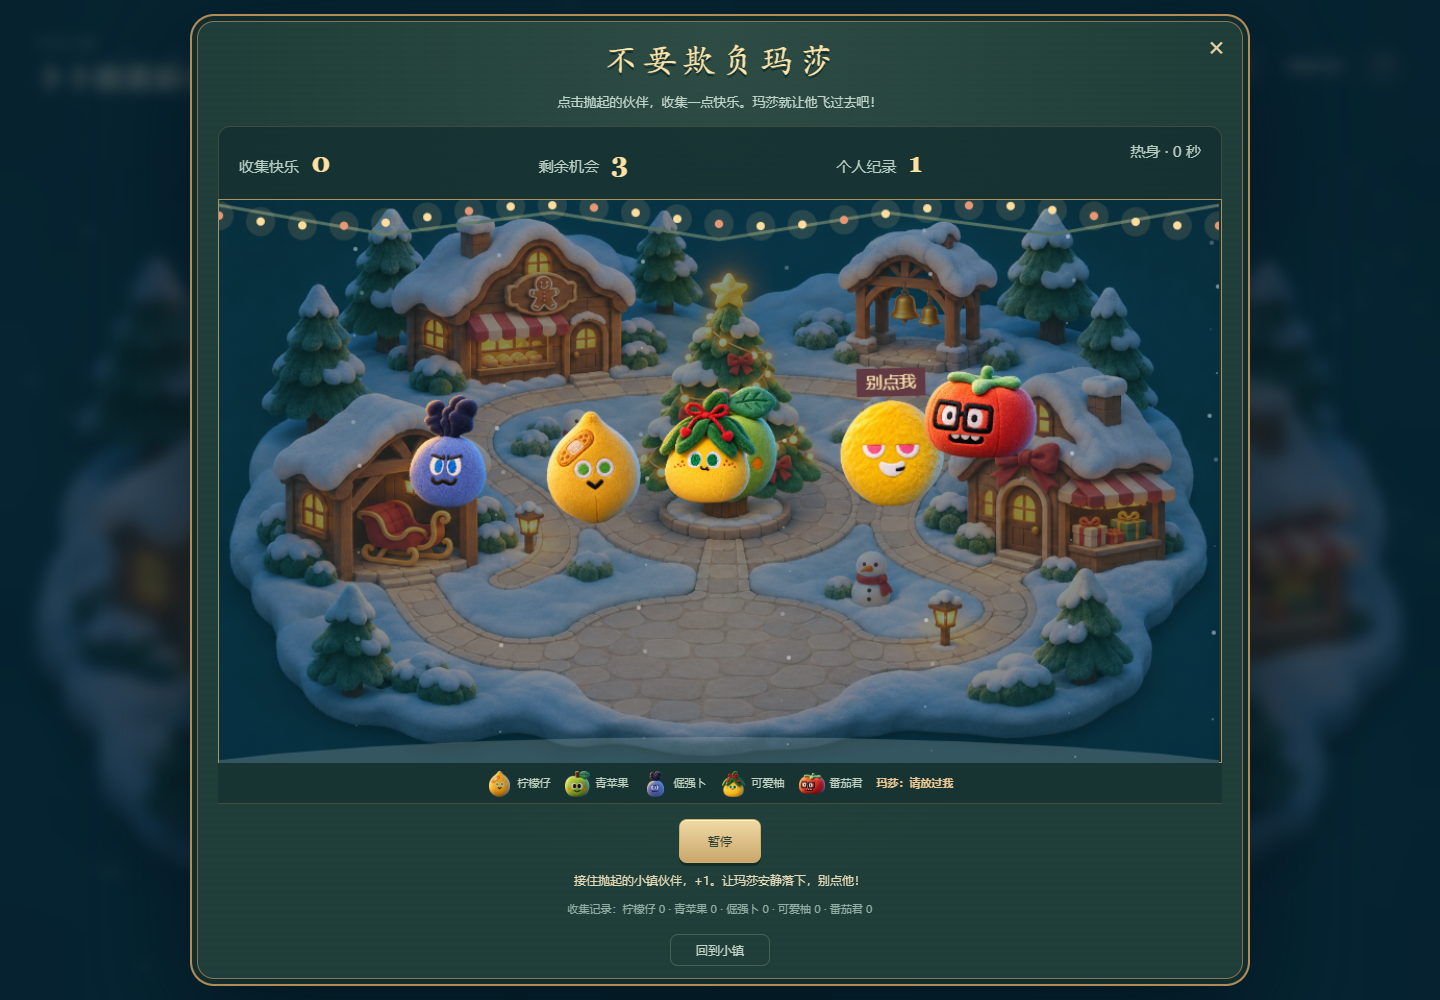 不要欺负玛莎
×
点击抛起的伙伴，收集一点快乐。玛莎就让他飞过去吧！
收集快乐 0 剩余机会 3 个人纪录 1 热身 · 0 秒
别点我
柠檬仔 青苹果 倔强卜 可爱柚 番茄君 玛莎：请放过我
暂停
接住抛起的小镇伙伴，+1。让玛莎安静落下，别点他！
收集记录：柠檬仔 0 · 青苹果 0 · 倔强卜 0 · 可爱柚 0 · 番茄君 0
回到小镇